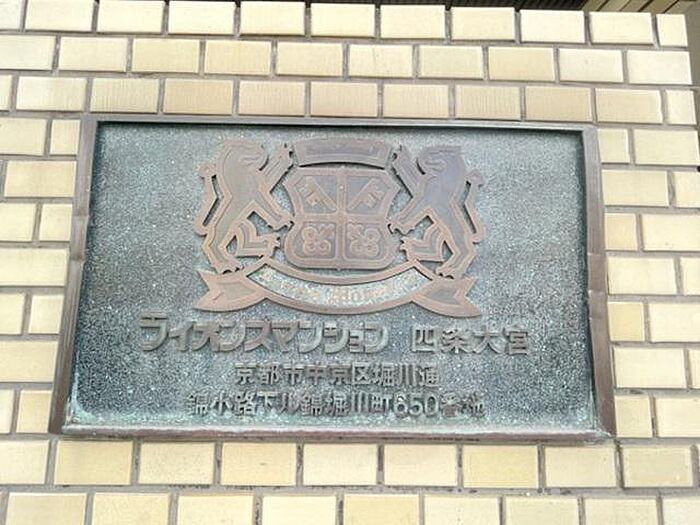 ライオンズマンション 四条大宮
京都市中京区堀川通
錦小路下ル錦堀川町650番地